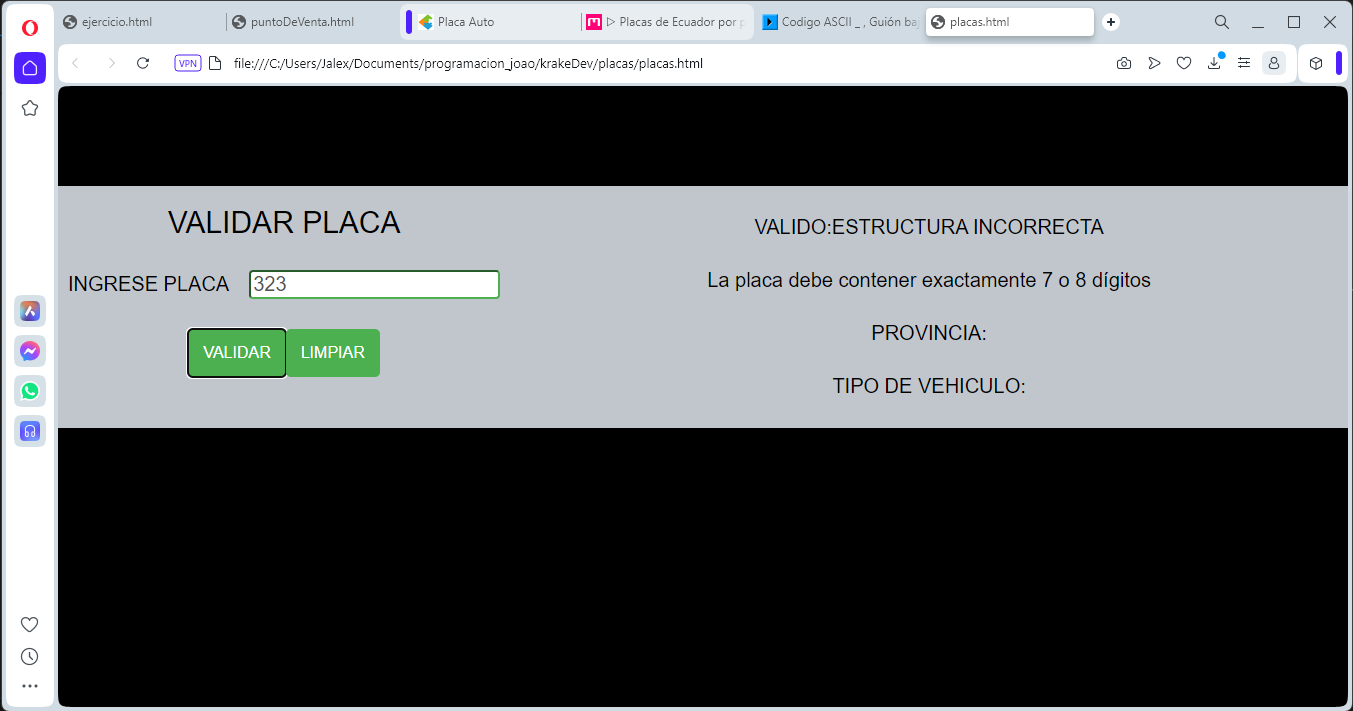 ejercicio.html
puntoDeVenta.html
Placa Auto
Placas de Ecuador por p
Codigo ASCII _ , Guión baj
placas.html
VPN
file:///C:/Users/Jalex/Documents/programacion_joao/krakeDev/placas/placas.html
VALIDAR PLACA
INGRESE PLACA 323
VALIDAR LIMPIAR
VALIDO:ESTRUCTURA INCORRECTA
La placa debe contener exactamente 7 o 8 dígitos
PROVINCIA:
TIPO DE VEHICULO: